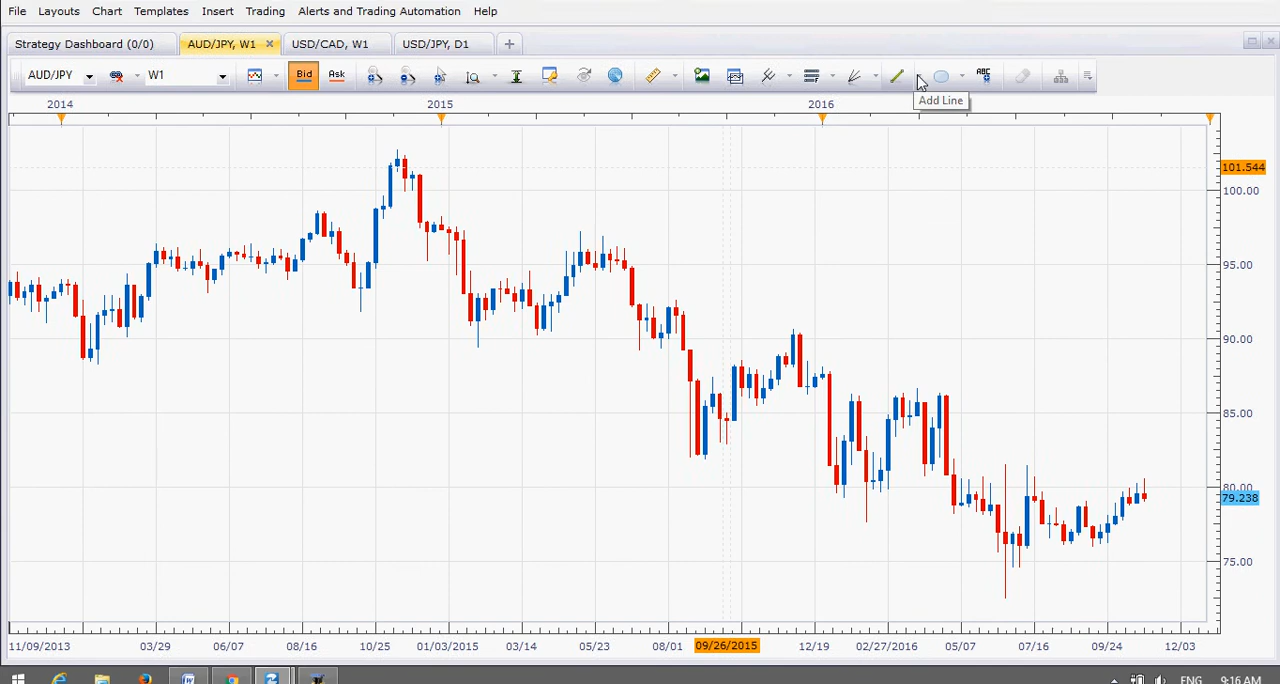 File Layouts Chart Templates Insert Trading Alerts and Trading Automation Help
Strategy Dashboard (0/0) AUD/JPY, W1 USD/CAD, W1 USD/JPY, D1
AUD/JPY W1 Bid Ask ABC
Add Line
2014 2015 2016
101.544
100.00
95.00
90.00
85.00
80.00
79.238
75.00
11/09/2013 03/29 06/07 08/16 10/25 01/03/2015 03/14 05/23 08/01 09/26/2015 12/19 02/27/2016 05/07 07/16 09/24 12/03
ENG 9:16 AM